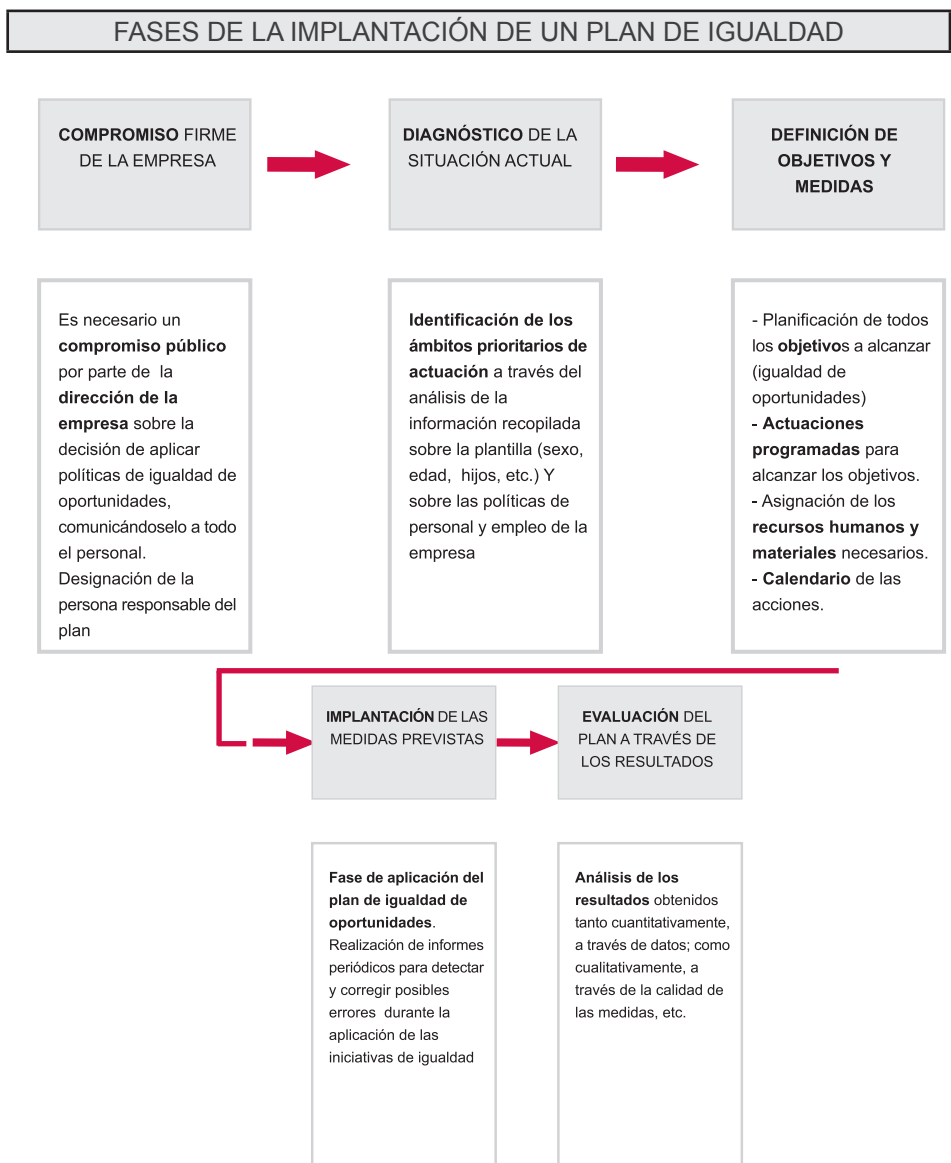 FASES DE LA IMPLANTACIÓN DE UN PLAN DE IGUALDAD
COMPROMISO FIRME
DE LA EMPRESA
DIAGNÓSTICO DE LA
SITUACIÓN ACTUAL
DEFINICIÓN DE
OBJETIVOS Y
MEDIDAS
Es necesario un
compromiso público
por parte de la
dirección de la
empresa sobre la
decisión de aplicar
políticas de igualdad de
oportunidades,
comunicándoselo a todo
el personal.
Designación de la
persona responsable del
plan
Identificación de los
ámbitos prioritarios de
actuación a través del
análisis de la
información recopilada
sobre la plantilla (sexo,
edad, hijos, etc.) Y
sobre las políticas de
personal y empleo de la
empresa
- Planificación de todos
los objetivos a alcanzar
(igualdad de
oportunidades)
- Actuaciones
programadas para
alcanzar los objetivos.
- Asignación de los
recursos humanos y
materiales necesarios.
- Calendario de las
acciones.
IMPLANTACIÓN DE LAS
MEDIDAS PREVISTAS
EVALUACIÓN DEL
PLAN A TRAVÉS DE
LOS RESULTADOS
Fase de aplicación del
plan de igualdad de
oportunidades.
Realización de informes
periódicos para detectar
y corregir posibles
errores durante la
aplicación de las
iniciativas de igualdad
Análisis de los
resultados obtenidos
tanto cuantitativamente,
a través de datos; como
cualitativamente, a
través de la calidad de
las medidas, etc.